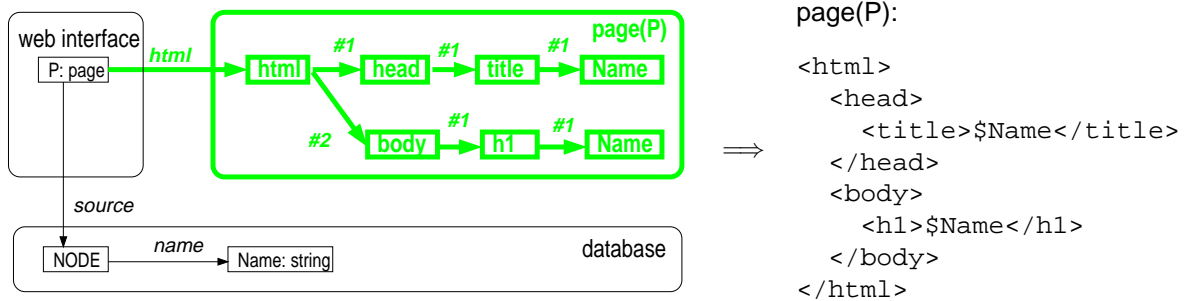 web interface
P: page
html
page(P)
#1 #1 #1
html head title Name
#2 #1 #1
body h1 Name
source
NODE name Name: string
database
⟹
page(P):
<html>
  <head>
    <title>$Name</title>
  </head>
  <body>
    <h1>$Name</h1>
  </body>
</html>